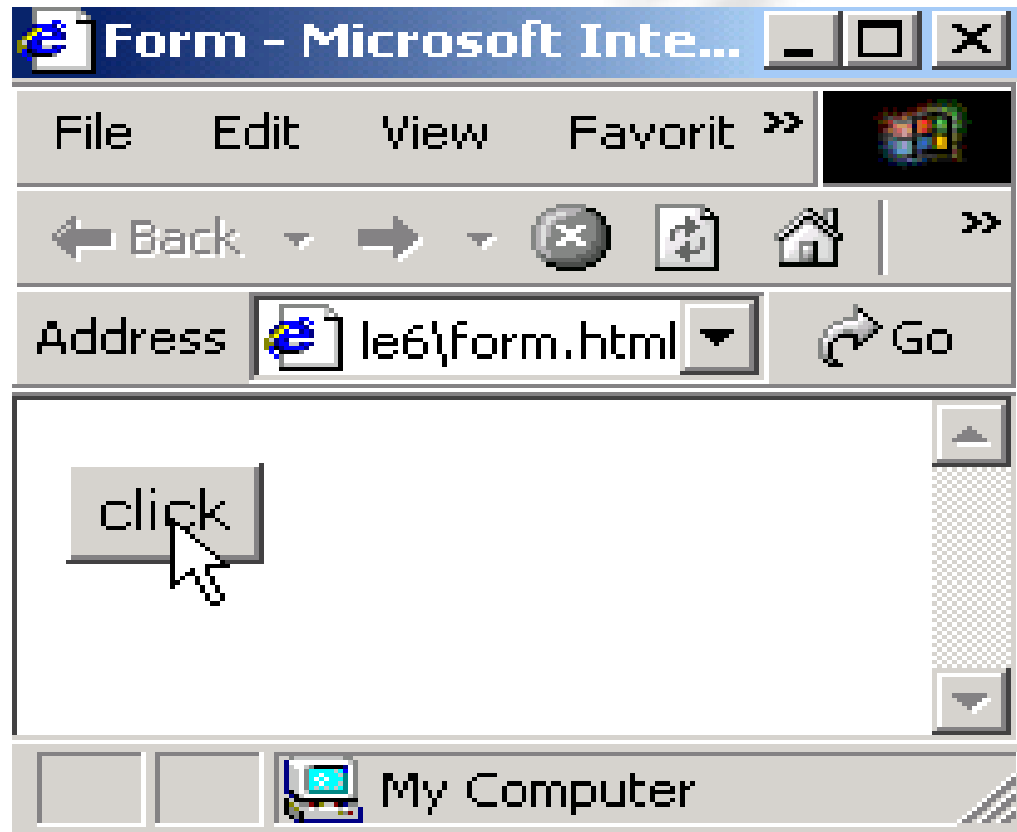 Form - Microsoft Inte...
File Edit View Favorit »
Back »
Address le6\form.html Go
click
My Computer